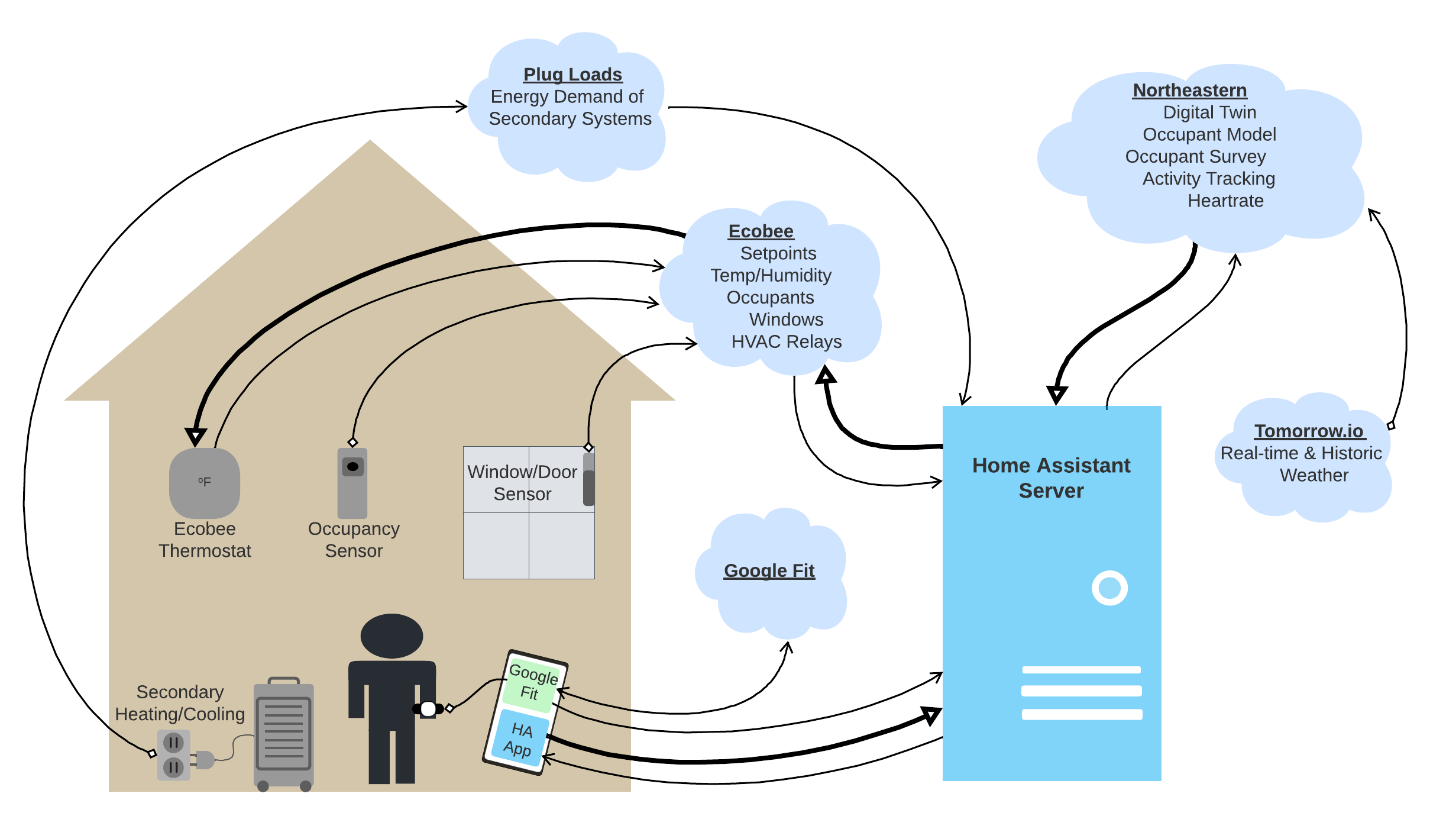 Plug Loads
Energy Demand of
Secondary Systems
Northeastern
Digital Twin
Occupant Model
Occupant Survey
Activity Tracking
Heartrate
Ecobee
Setpoints
Temp/Humidity
Occupants
Windows
HVAC Relays
Tomorrow.io
Real-time & Historic
Weather
Home Assistant
Server
Window/Door
Sensor
ºF
Ecobee
Thermostat
Occupancy
Sensor
Google Fit
Google
Fit
HA
App
Secondary
Heating/Cooling